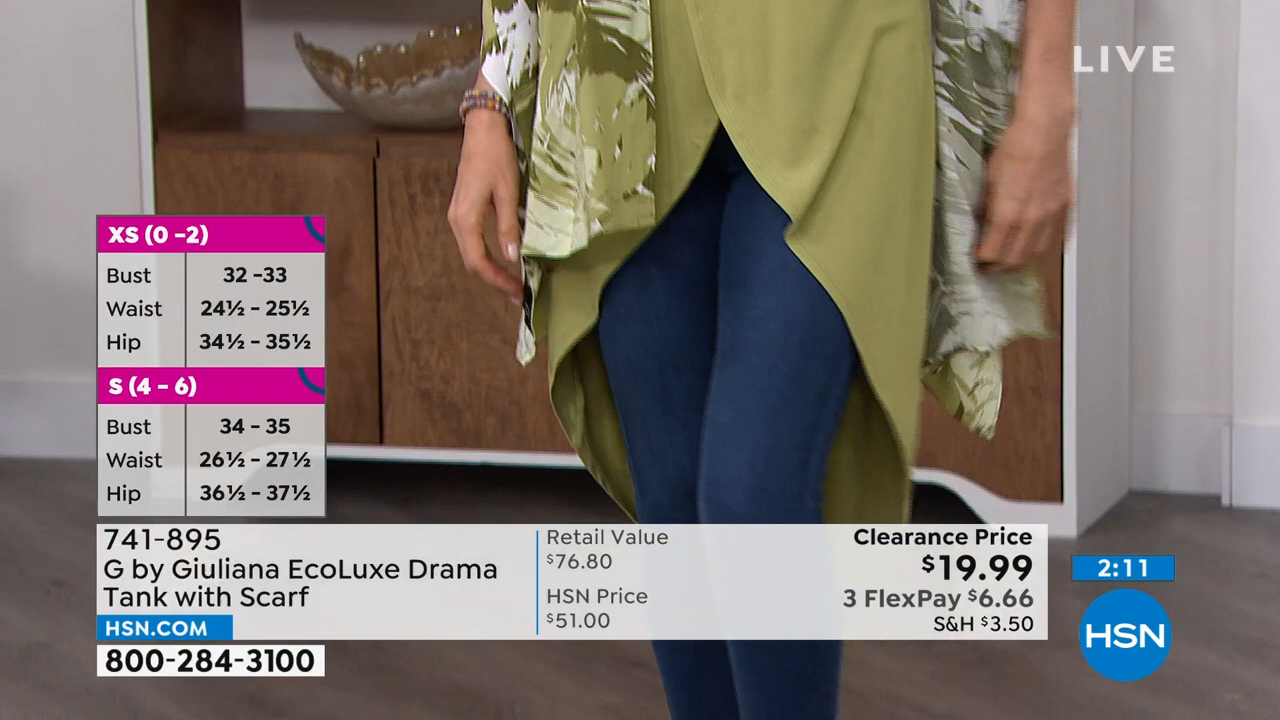 LIVE
XS (0 -2)
Bust 32 -33
Waist 24½ - 25½
Hip 34½ - 35½
S (4 - 6)
Bust 34 - 35
Waist 26½ - 27½
Hip 36½ - 37½
741-895
G by Giuliana EcoLuxe Drama
Tank with Scarf
HSN.COM
800-284-3100
Retail Value
$76.80
HSN Price
$51.00
Clearance Price
$19.99
3 FlexPay $6.66
S&H $3.50
2:11
HSN